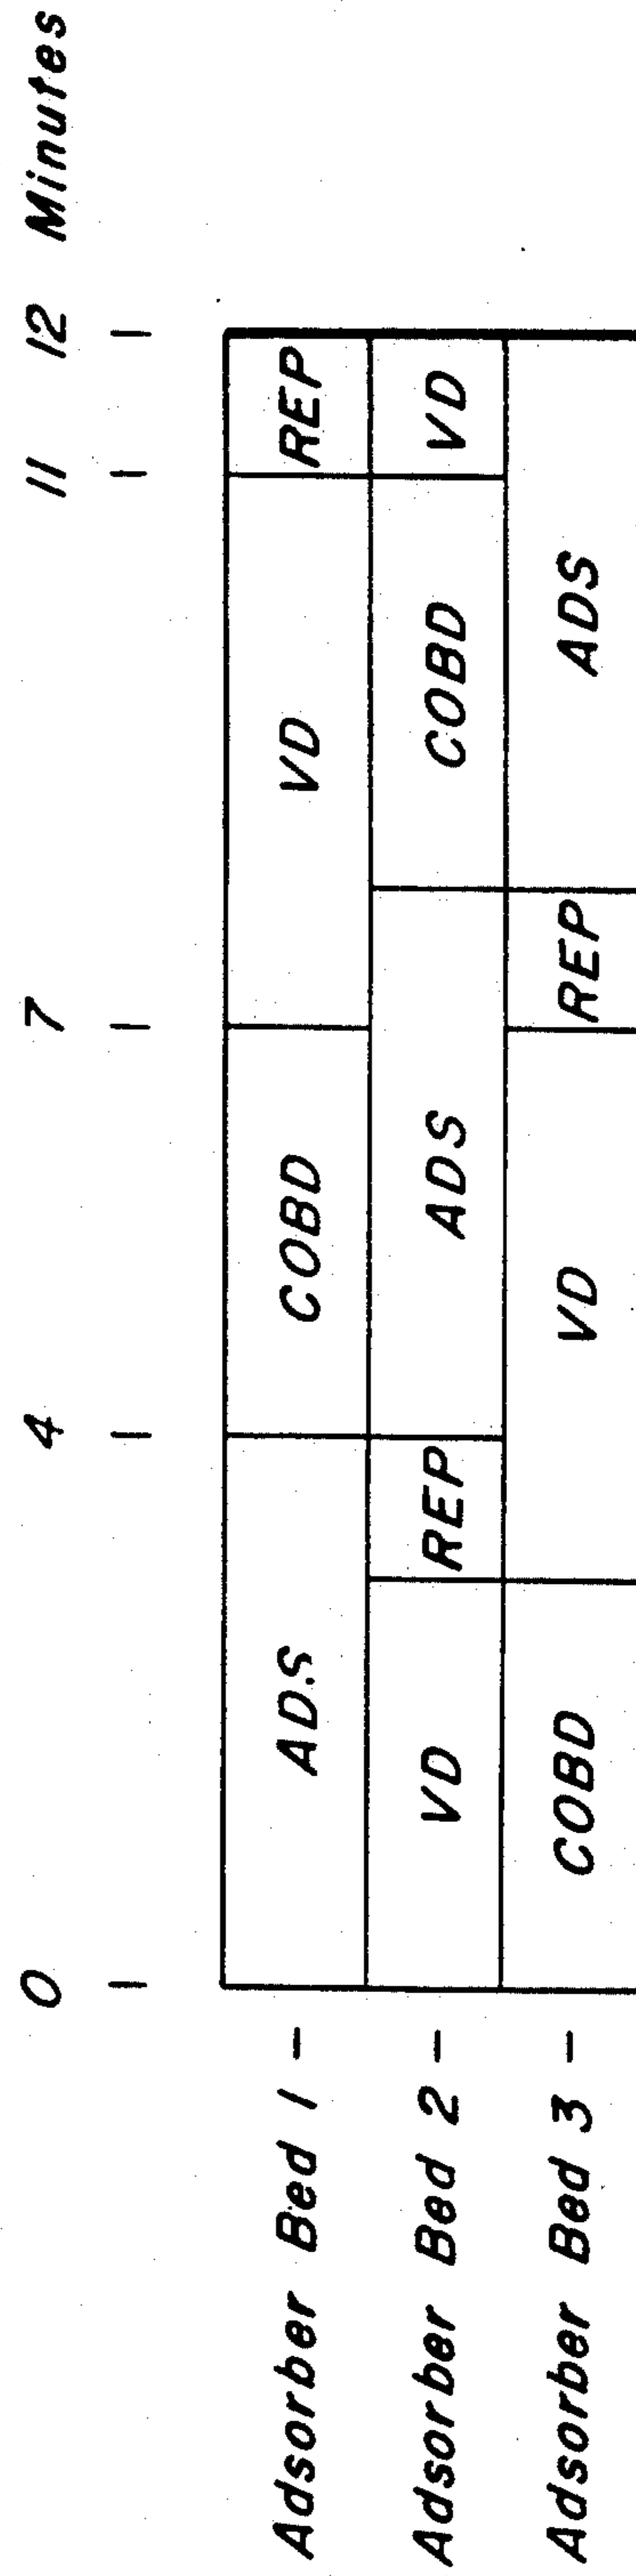 0 4 7 11 12 Minutes
Adsorber Bed 1 - ADS COBD VD REP
Adsorber Bed 2 - VD REP ADS COBD VD
Adsorber Bed 3 - COBD VD REP ADS